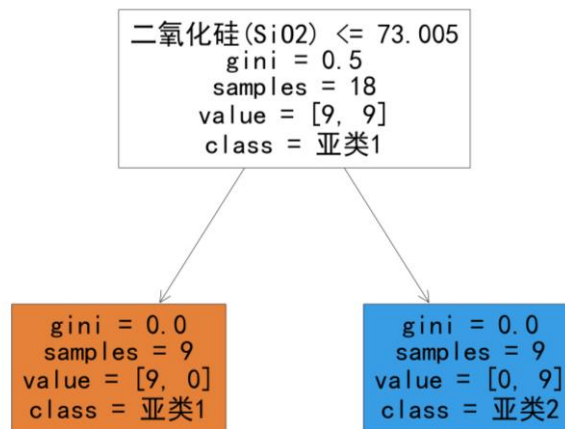 二氧化硅(SiO2) <= 73.005
gini = 0.5
samples = 18
value = [9, 9]
class = 亚类1
gini = 0.0
samples = 9
value = [9, 0]
class = 亚类1
gini = 0.0
samples = 9
value = [0, 9]
class = 亚类2